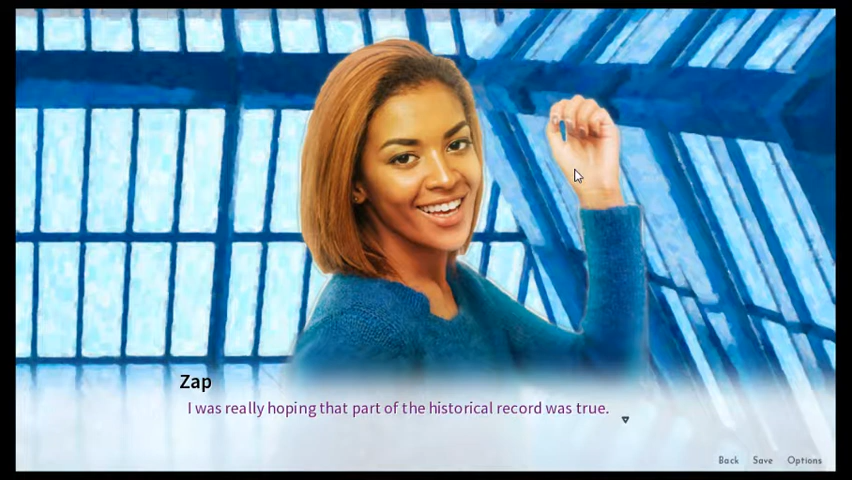 Zap
I was really hoping that part of the historical record was true.
Back Save Options